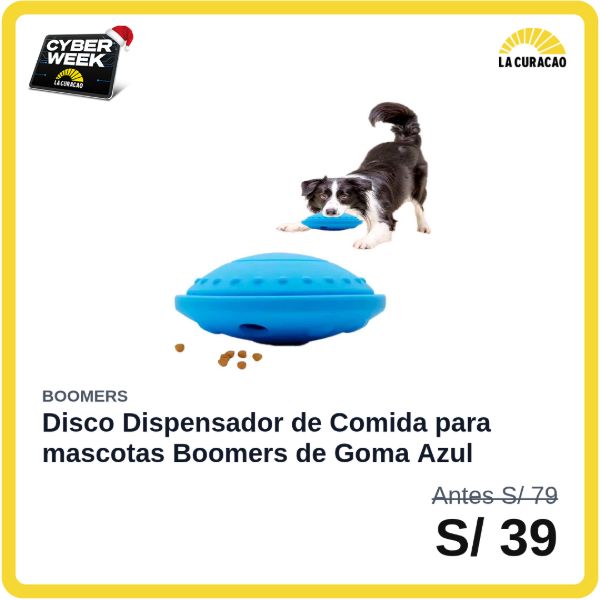 CYBER
WEEK
LA CURACAO
LA CURACAO
BOOMERS
Disco Dispensador de Comida para
mascotas Boomers de Goma Azul
Antes S/ 79
S/ 39